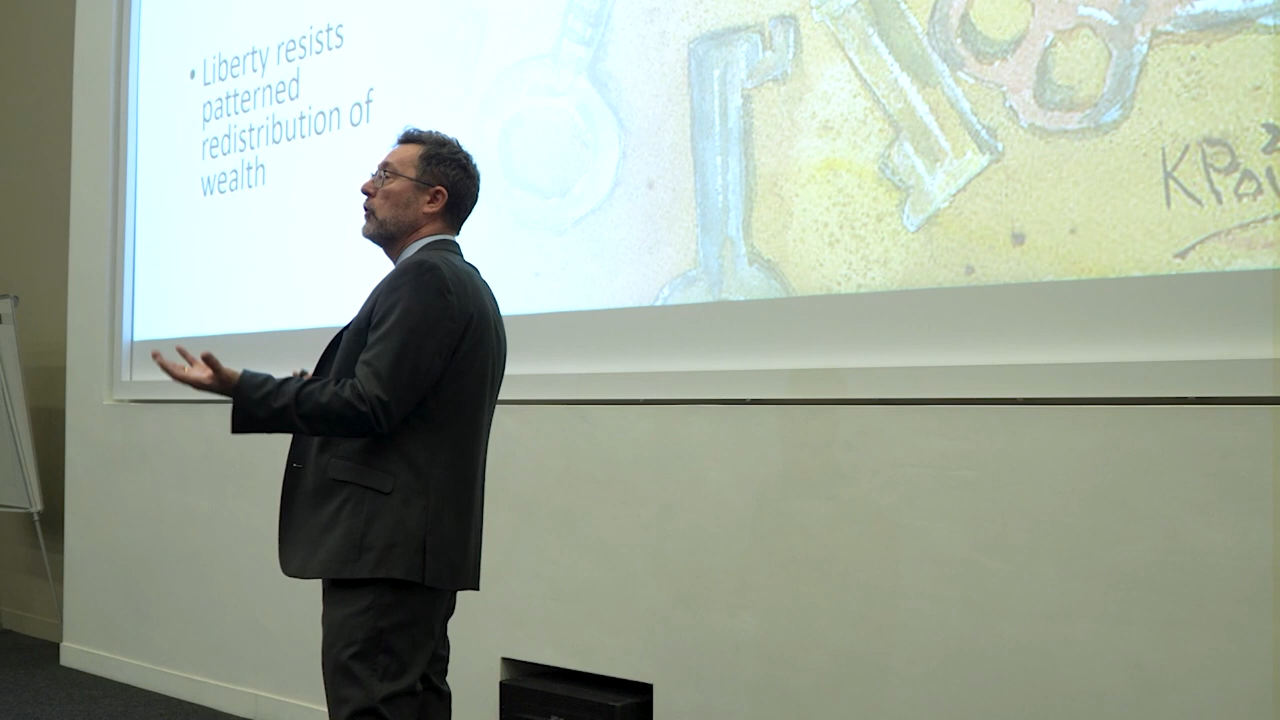 • Liberty resists
patterned
redistribution of
wealth